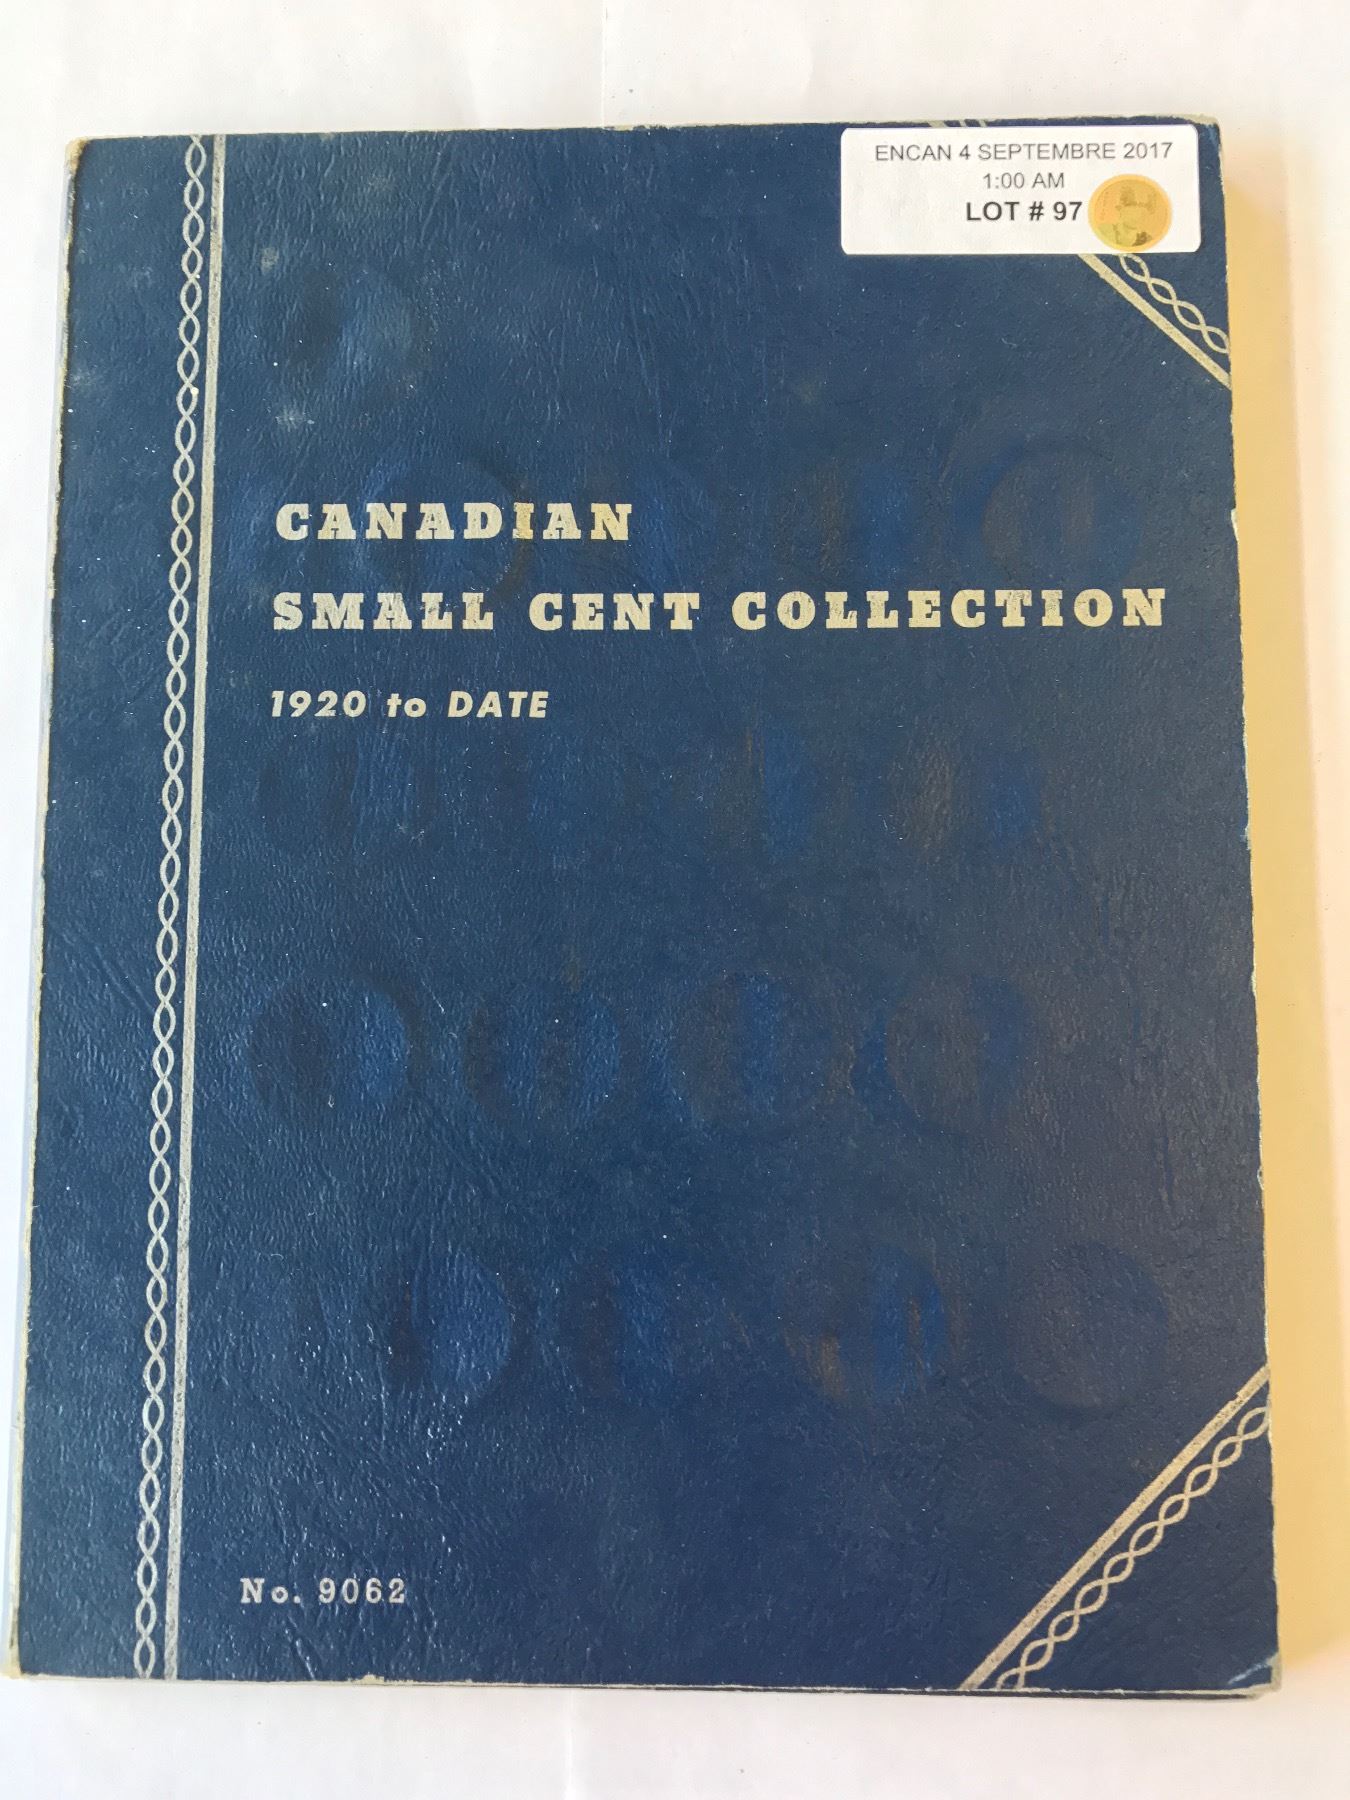 ENCAN 4 SEPTEMBRE 2017
1:00 AM
LOT # 97
CANADIAN
SMALL CENT COLLECTION
1920 to DATE
No. 9062